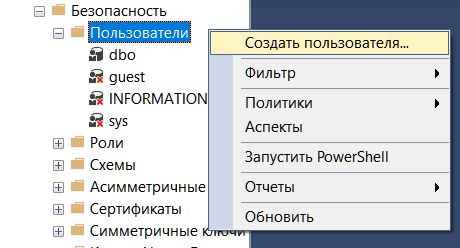 Безопасность
Пользователи
dbo
guest
INFORMATION
sys
Роли
Схемы
Асимметричные
Сертификаты
Симметричные ключи
Создать пользователя...
Фильтр
Политики
Аспекты
Запустить PowerShell
Отчеты
Обновить